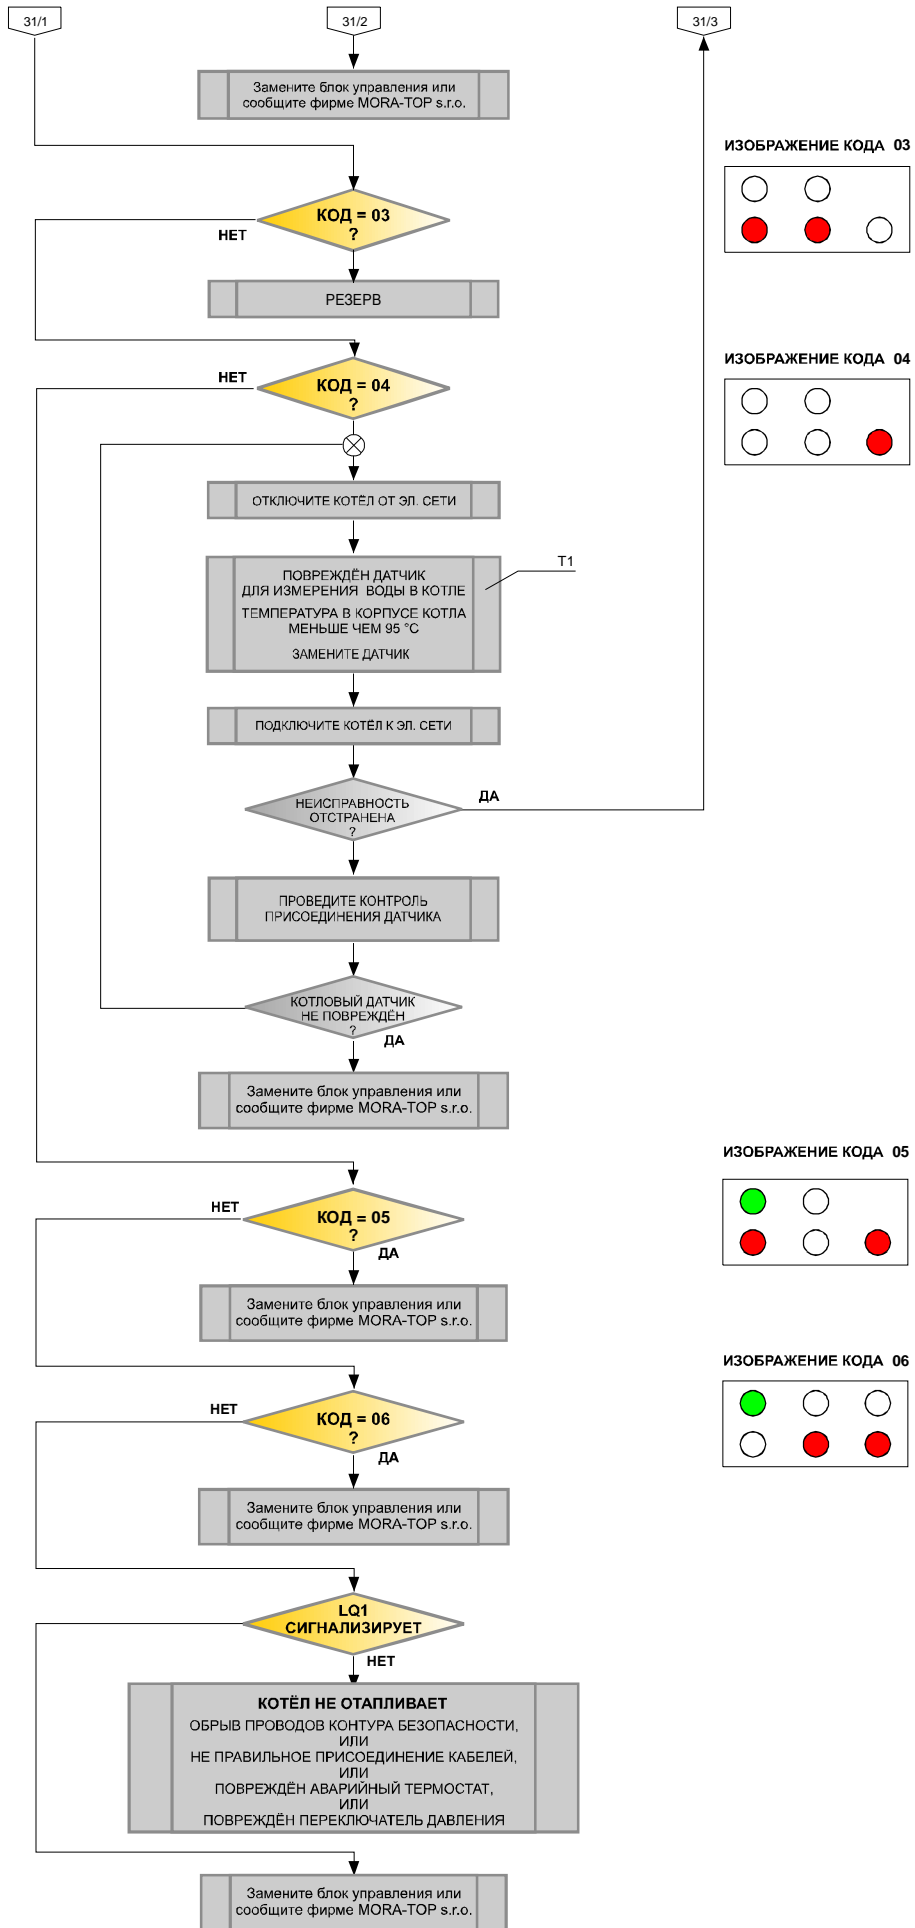 31/1
31/2
31/3
Замените блок управления или
сообщите фирме MORA-TOP s.r.o.
ИЗОБРАЖЕНИЕ КОДА 03
КОД = 03
?
НЕТ
РЕЗЕРВ
ИЗОБРАЖЕНИЕ КОДА 04
НЕТ
КОД = 04
?
ОТКЛЮЧИТЕ КОТЁЛ ОТ ЭЛ. СЕТИ
T1
ПОВРЕЖДЁН ДАТЧИК
ДЛЯ ИЗМЕРЕНИЯ ВОДЫ В КОТЛЕ
ТЕМПЕРАТУРА В КОРПУСЕ КОТЛА
МЕНЬШЕ ЧЕМ 95 °C
ЗАМЕНИТЕ ДАТЧИК
ПОДКЛЮЧИТЕ КОТЁЛ К ЭЛ. СЕТИ
НЕИСПРАВНОСТЬ
ОТСТРАНЕНА
?
ДА
ПРОВЕДИТЕ КОНТРОЛЬ
ПРИСОЕДИНЕНИЯ ДАТЧИКА
КОТЛОВЫЙ ДАТЧИК
НЕ ПОВРЕЖДЁН
?
ДА
Замените блок управления или
сообщите фирме MORA-TOP s.r.o.
ИЗОБРАЖЕНИЕ КОДА 05
НЕТ
КОД = 05
?
ДА
Замените блок управления или
сообщите фирме MORA-TOP s.r.o.
ИЗОБРАЖЕНИЕ КОДА 06
НЕТ
КОД = 06
?
ДА
Замените блок управления или
сообщите фирме MORA-TOP s.r.o.
LQ1
СИГНАЛИЗИРУЕТ
НЕТ
КОТЁЛ НЕ ОТАПЛИВАЕТ
ОБРЫВ ПРОВОДОВ КОНТУРА БЕЗОПАСНОСТИ,
ИЛИ
НЕ ПРАВИЛЬНОЕ ПРИСОЕДИНЕНИЕ КАБЕЛЕЙ,
ИЛИ
ПОВРЕЖДЁН АВАРИЙНЫЙ ТЕРМОСТАТ,
ИЛИ
ПОВРЕЖДЁН ПЕРЕКЛЮЧАТЕЛЬ ДАВЛЕНИЯ
Замените блок управления или
сообщите фирме MORA-TOP s.r.o.